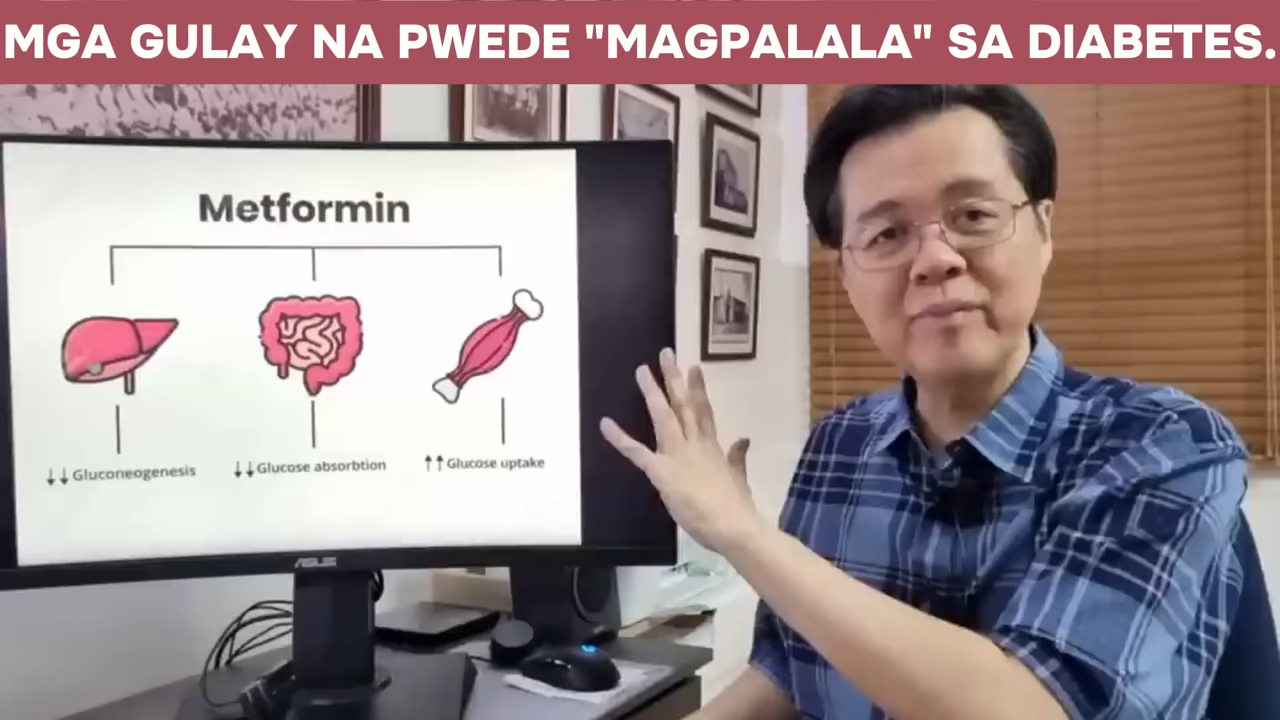 MGA GULAY NA PWEDE "MAGPALALA" SA DIABETES.
Metformin
↓↓ Gluconeogenesis
↓↓ Glucose absorbtion
↑↑ Glucose uptake
ASUS